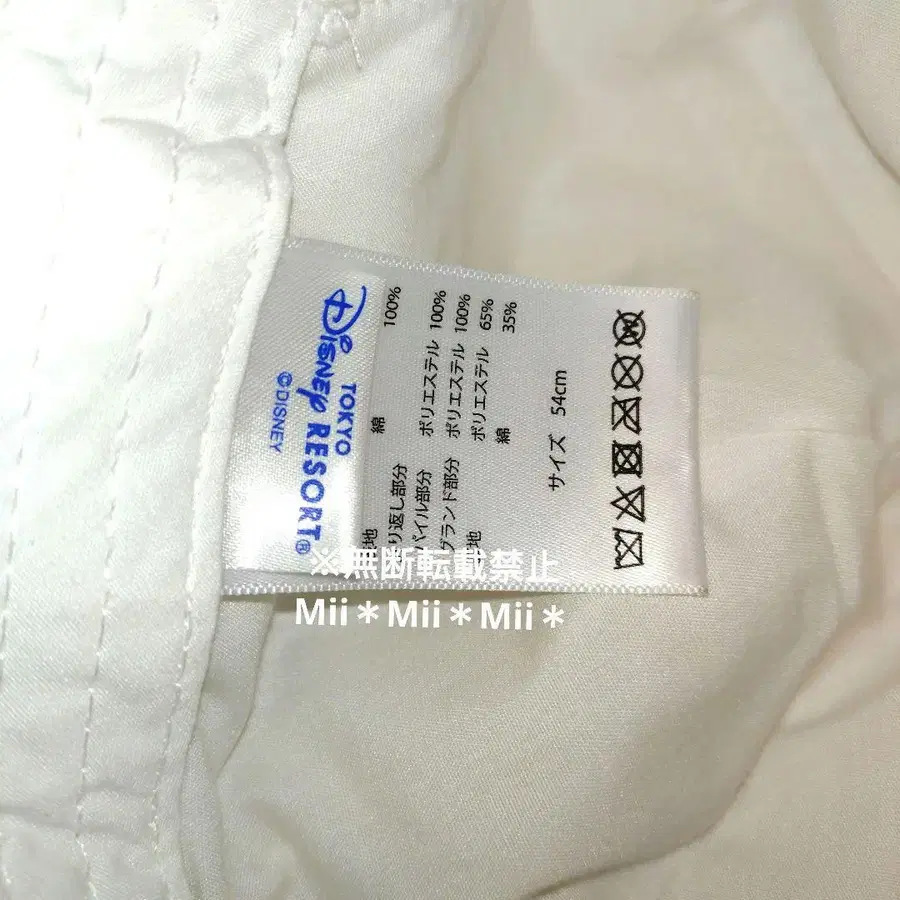 TOKYO
DISNEY RESORT®
©DISNEY
地 綿 100%
り返し部分 ポリエステル 100%
パイル部分 ポリエステル 100%
グランド部分 ポリエステル 65%
地 綿 35%
サイズ 54cm
※無断転載禁止
Mii＊Mii＊Mii＊